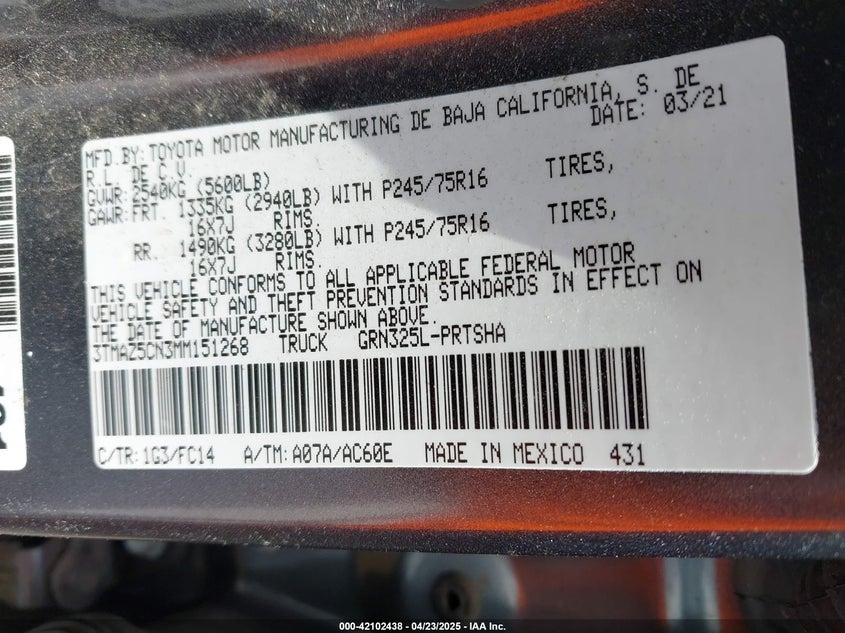 MFD.BY:TOYOTA MOTOR MANUFACTURING DE BAJA CALIFORNIA, S. DE
R.L. DE C.V. DATE: 03/21
GVWR:2540KG (5600LB)
GAWR:FRT. 1335KG (2940LB) WITH P245/75R16 TIRES,
16X7J RIMS,
RR. 1490KG (3280LB) WITH P245/75R16 TIRES,
16X7J RIMS.
THIS VEHICLE CONFORMS TO ALL APPLICABLE FEDERAL MOTOR
VEHICLE SAFETY AND THEFT PREVENTION STANDARDS IN EFFECT ON
THE DATE OF MANUFACTURE SHOWN ABOVE.
3TMAZ5CN3MM151268 TRUCK GRN325L-PRTSHA
C/TR:1G3/FC14 A/TM:A07A/AC60E MADE IN MEXICO 431
000-42102438 - 04/23/2025 - IAA Inc.